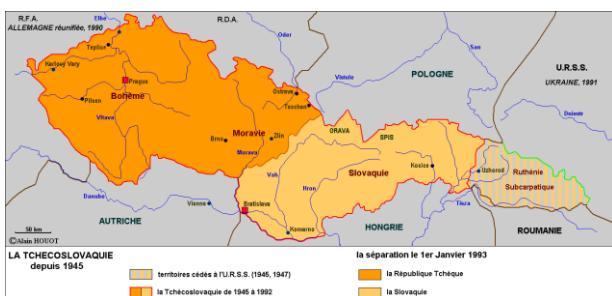 R.F.A.
ALLEMAGNE réunifiée, 1990
R.D.A.
Elbe
Oder
Teplice
Karlovy Vary
Prague
Pilsen
Bohème
Vltava
Ostrava
Teschen
Vistule
POLOGNE
San
U.R.S.S.
UKRAINE, 1991
Dniestr
Brno
Moravie
Zlin
Morava
ORAVA
SPIS
Slovaquie
Vah
Hron
Kosice
Uzhorod
Ruthénie
Subcarpatique
Danube
Vienne
Bratislava
Komarno
AUTRICHE
HONGRIE
Tisza
ROUMANIE
50 km
©Alain HOUOT
LA TCHECOSLOVAQUIE
depuis 1945
territoires cédés à l'U.R.S.S. (1945, 1947)
la Tchécoslovaquie de 1945 à 1992
la séparation le 1er Janvier 1993
la République Tchèque
la Slovaquie